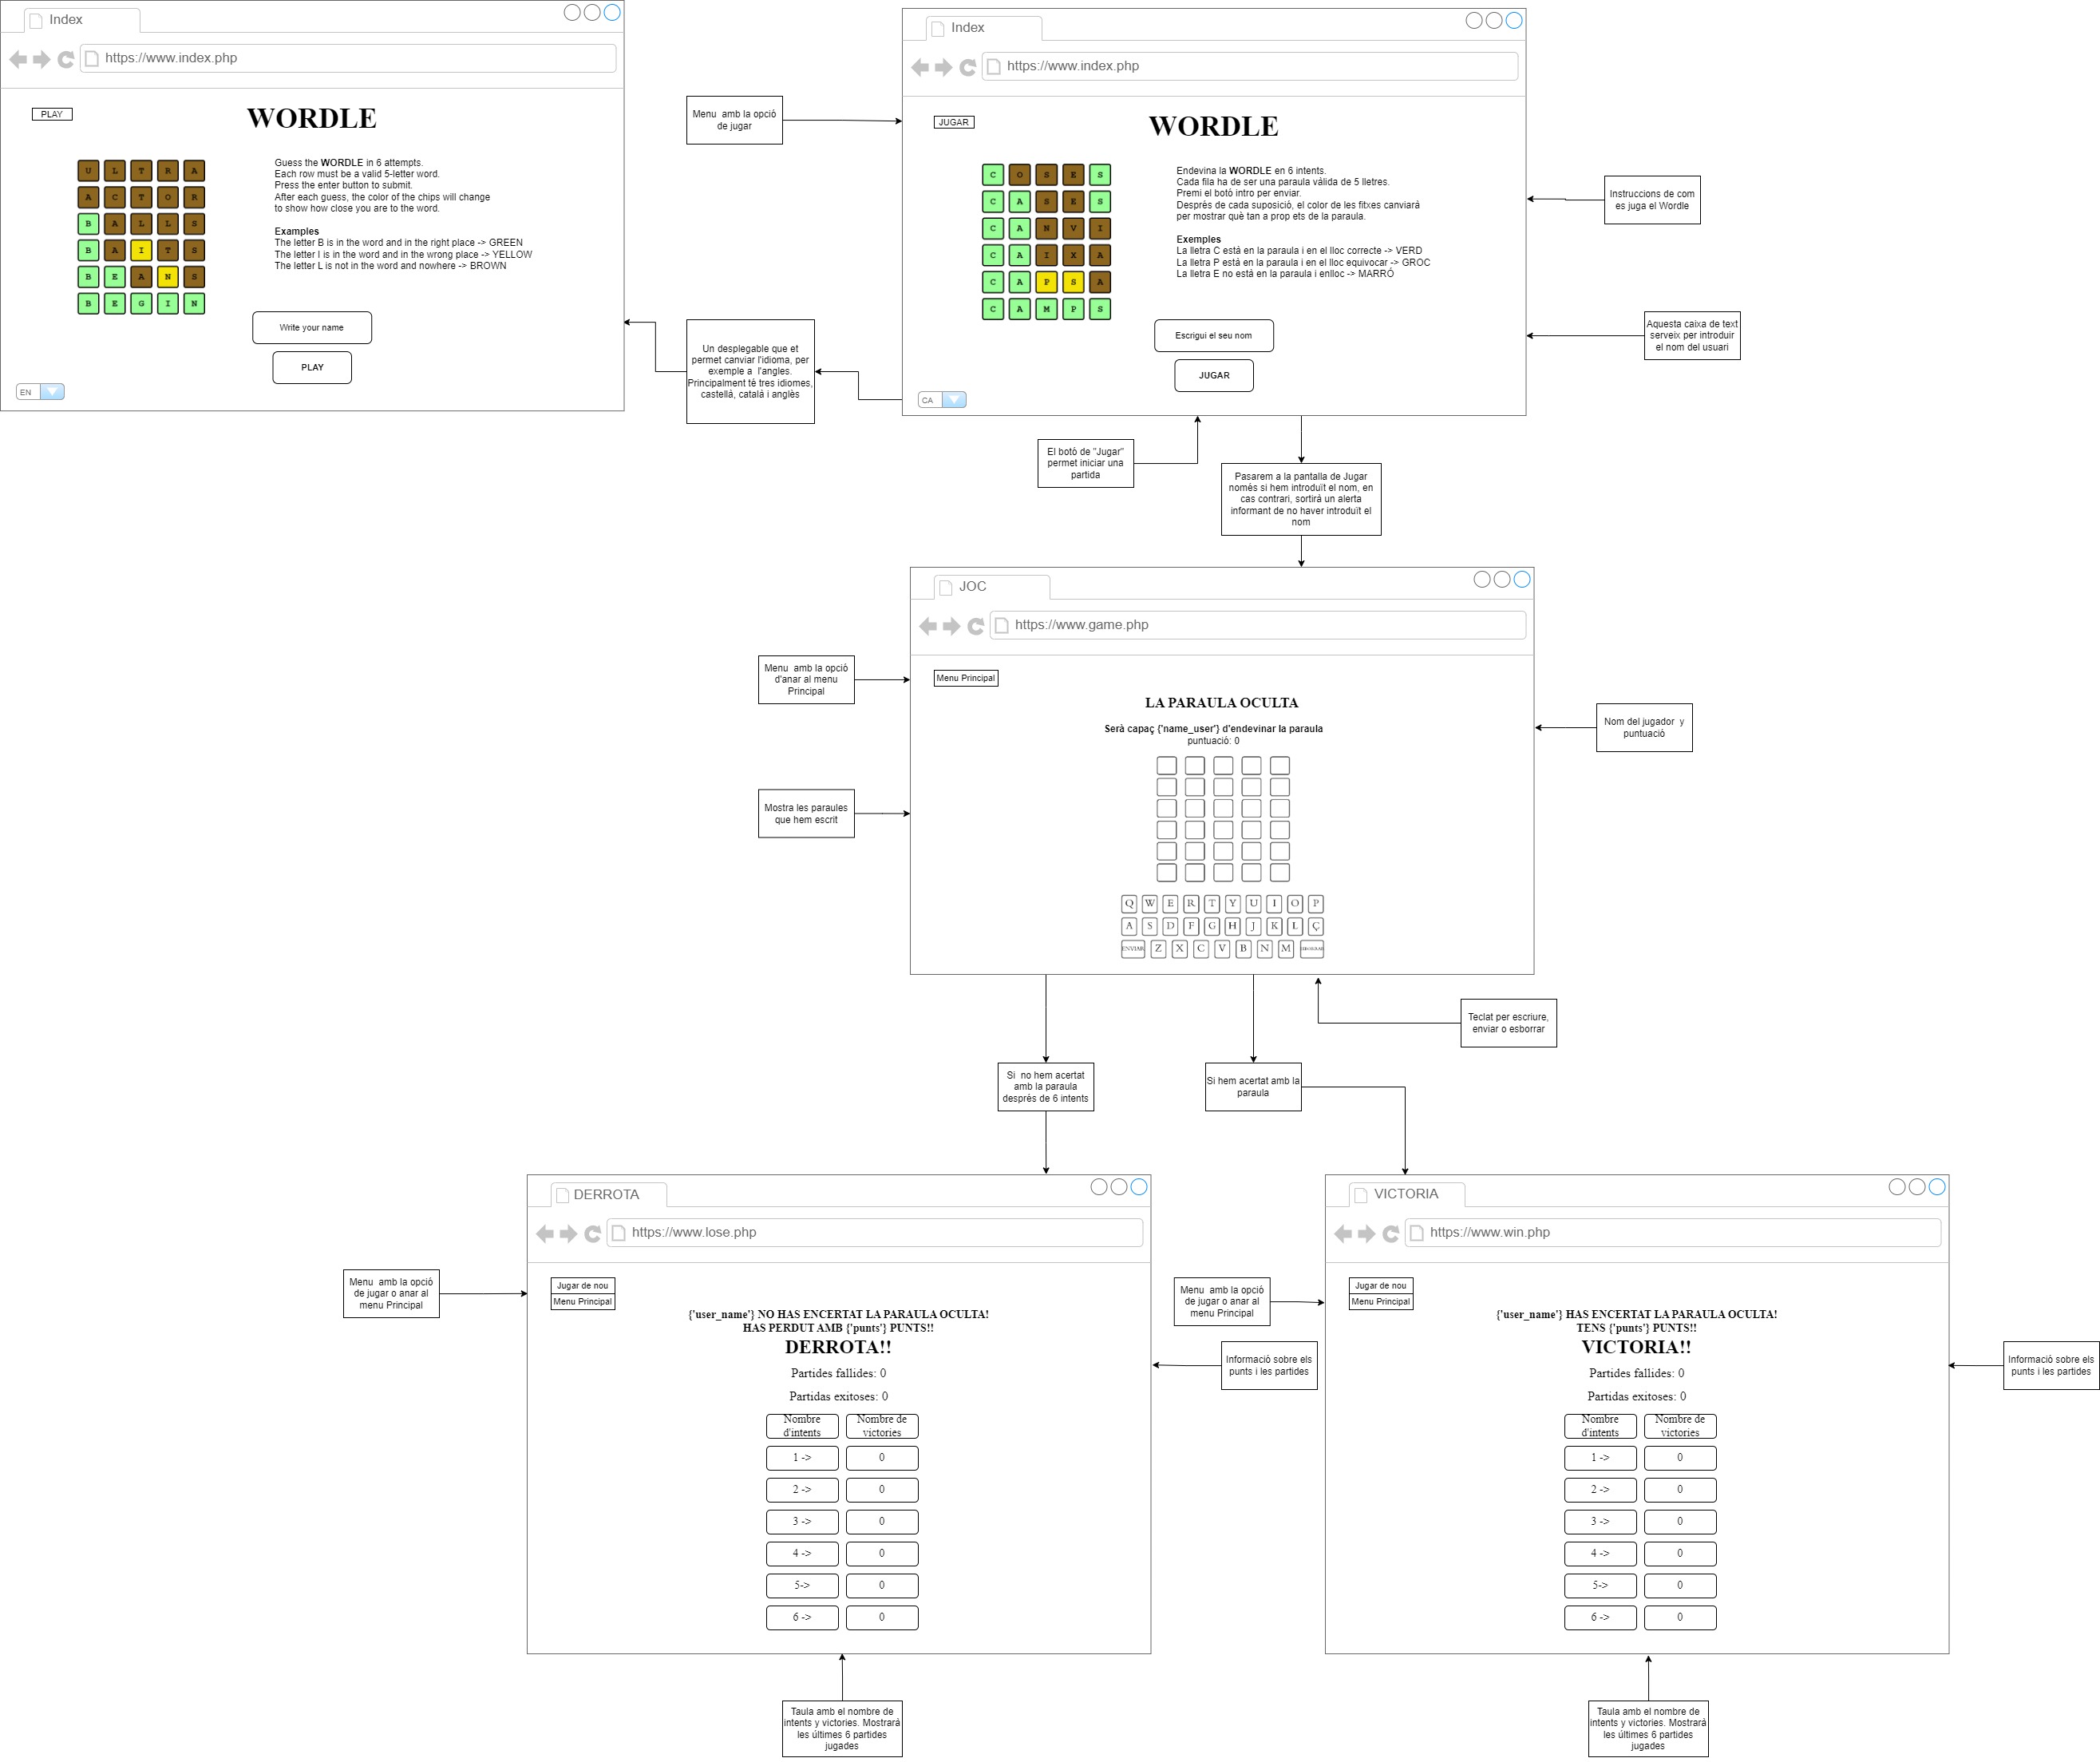 Index
https://www.index.php
PLAY
WORDLE
U L T R A
A C T O R
B A L L S
B A I T S
B E A N S
B E G I N
Guess the WORDLE in 6 attempts.
Each row must be a valid 5-letter word.
Press the enter button to submit.
After each guess, the color of the chips will change
to show how close you are to the word.
Examples
The letter B is in the word and in the right place -> GREEN
The letter I is in the word and in the wrong place -> YELLOW
The letter L is not in the word and nowhere -> BROWN
Write your name
PLAY
EN
Menu amb la opció
de jugar
Un desplegable que et
permet canviar l'idioma, per
exemple a l'angles.
Principalment té tres idiomes,
castellá, català i anglès
Index
https://www.index.php
JUGAR
WORDLE
C O S E S
C A S E S
C A N V I
C A I X A
C A P S A
C A M P S
Endevina la WORDLE en 6 intents.
Cada fila ha de ser una paraula vàlida de 5 lletres.
Premi el botó intro per enviar.
Desprès de cada suposició, el color de les fitxes canviarà
per mostrar què tan a prop ets de la paraula.
Exemples
La lletra C está en la paraula i en el lloc correcte -> VERD
La lletra P está en la paraula i en el lloc equivocar -> GROC
La lletra E no está en la paraula i enlloc -> MARRÓ
Escrigui el seu nom
JUGAR
CA
Instruccions de com
es juga el Wordle
Aquesta caixa de text
serveix per introduir
el nom del usuari
El botó de "Jugar"
permet iniciar una
partida
Pasarem a la pantalla de Jugar
només si hem introduït el nom, en
cas contrari, sortirà un alerta
informant de no haver introduït el
nom
JOC
https://www.game.php
Menu Principal
LA PARAULA OCULTA
Serà capaç {'name_user'} d'endevinar la paraula
puntuació: 0
Q W E R T Y U I O P
A S D F G H J K L Ç
ENVIAR Z X C V B N M
Menu amb la opció
d'anar al menu
Principal
Mostra les paraules
que hem escrit
Nom del jugador y
puntuació
Teclat per escriure,
enviar o esborrar
Si no hem acertat
amb la paraula
desprès de 6 intents
Si hem acertat amb la
paraula
DERROTA
https://www.lose.php
Jugar de nou
Menu Principal
{'user_name'} NO HAS ENCERTAT LA PARAULA OCULTA!
HAS PERDUT AMB {'punts'} PUNTS!!
DERROTA!!
Partides fallides: 0
Partidas exitoses: 0
Nombre
d'intents
Nombre de
victories
1 -> 0
2 -> 0
3 -> 0
4 -> 0
5-> 0
6 -> 0
Menu amb la opció
de jugar o anar al
menu Principal
Informació sobre els
punts i les partides
Taula amb el nombre de
intents y victories. Mostrarà
les últimes 6 partides
jugades
VICTORIA
https://www.win.php
Jugar de nou
Menu Principal
{'user_name'} HAS ENCERTAT LA PARAULA OCULTA!
TENS {'punts'} PUNTS!!
VICTORIA!!
Partides fallides: 0
Partidas exitoses: 0
Nombre
d'intents
Nombre de
victories
1 -> 0
2 -> 0
3 -> 0
4 -> 0
5-> 0
6 -> 0
Menu amb la opció
de jugar o anar al
menu Principal
Informació sobre els
punts i les partides
Taula amb el nombre de
intents y victories. Mostrarà
les últimes 6 partides
jugades